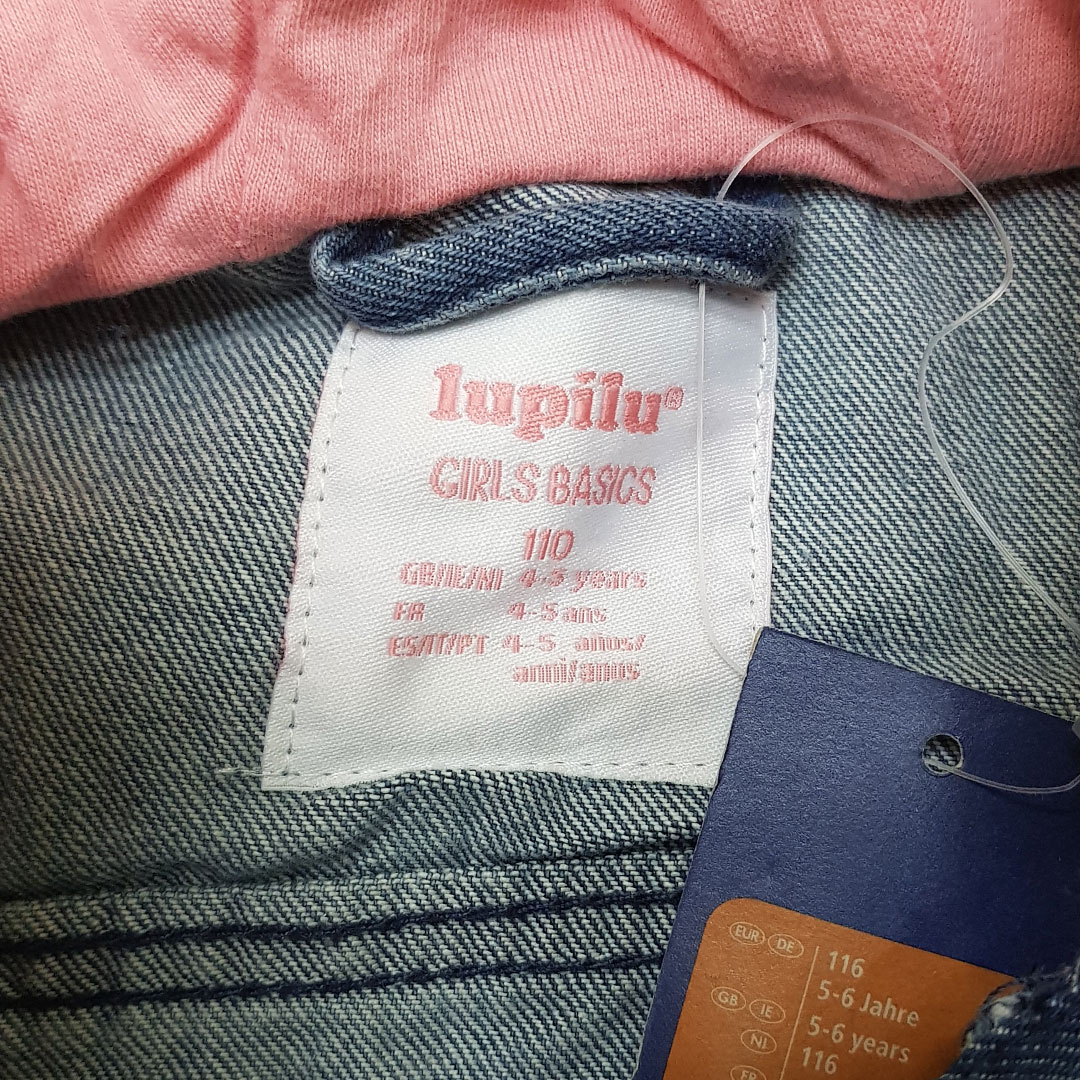 lupilu®
GIRLS BASICS
110
GB/IE/NI 4-5 years
FR 4-5 ans
ES/IT/PT 4-5 años/
anni/anos
EUR DE 116
5-6 Jahre
GB IE 5-6 years
NL 116
FR